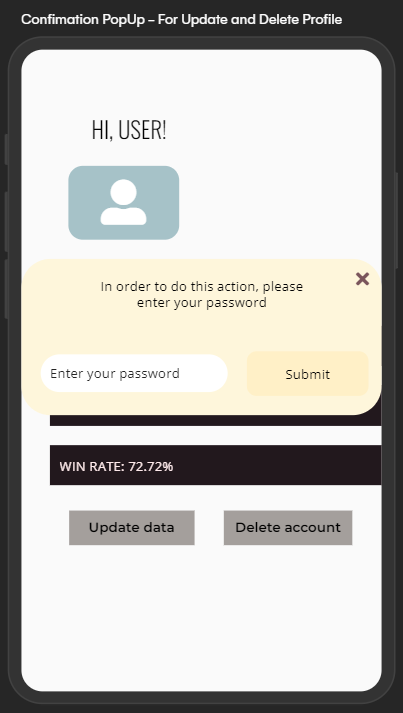 Confimation PopUp - For Update and Delete Profile
HI, USER!
In order to do this action, please
enter your password
Enter your password
Submit
WIN RATE: 72.72%
Update data
Delete account